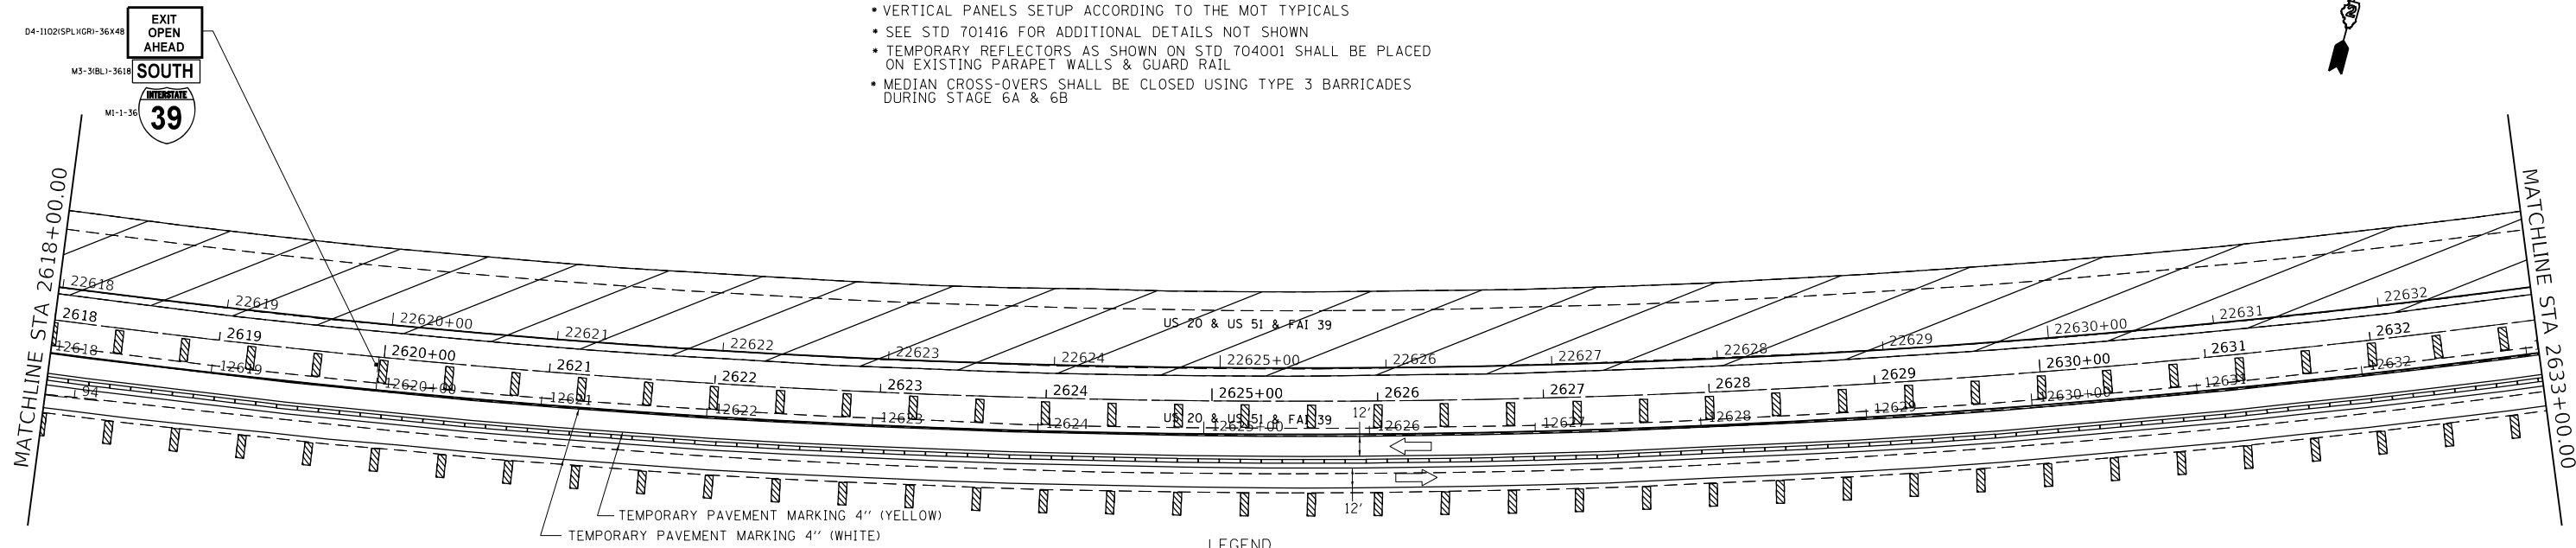 D4-I102(SPL)(GR)-36X48
EXIT
OPEN
AHEAD
M3-3(BL)-3618
SOUTH
M1-1-36
INTERSTATE
39
* VERTICAL PANELS SETUP ACCORDING TO THE MOT TYPICALS
* SEE STD 701416 FOR ADDITIONAL DETAILS NOT SHOWN
* TEMPORARY REFLECTORS AS SHOWN ON STD 704001 SHALL BE PLACED
ON EXISTING PARAPET WALLS & GUARD RAIL
* MEDIAN CROSS-OVERS SHALL BE CLOSED USING TYPE 3 BARRICADES
DURING STAGE 6A & 6B
MATCHLINE STA 2618+00.00
22618
22619
22620+00
22621
22622
22623
22624
22625+00
22626
22627
22628
22629
22630+00
22631
22632
US 20 & US 51 & FAI 39
2618
2619
2620+00
2621
2622
2623
2624
2625+00
2626
2627
2628
2629
2630+00
2631
2632
12618
12619
12620+00
12621
12622
12623
12624
12625+00
12626
12627
12628
12629
12630+00
12631
12632
US 20 & US 51 & FAI 39
94
12'
12'
TEMPORARY PAVEMENT MARKING 4'' (YELLOW)
TEMPORARY PAVEMENT MARKING 4'' (WHITE)
MATCHLINE STA 2633+00.00
LEGEND